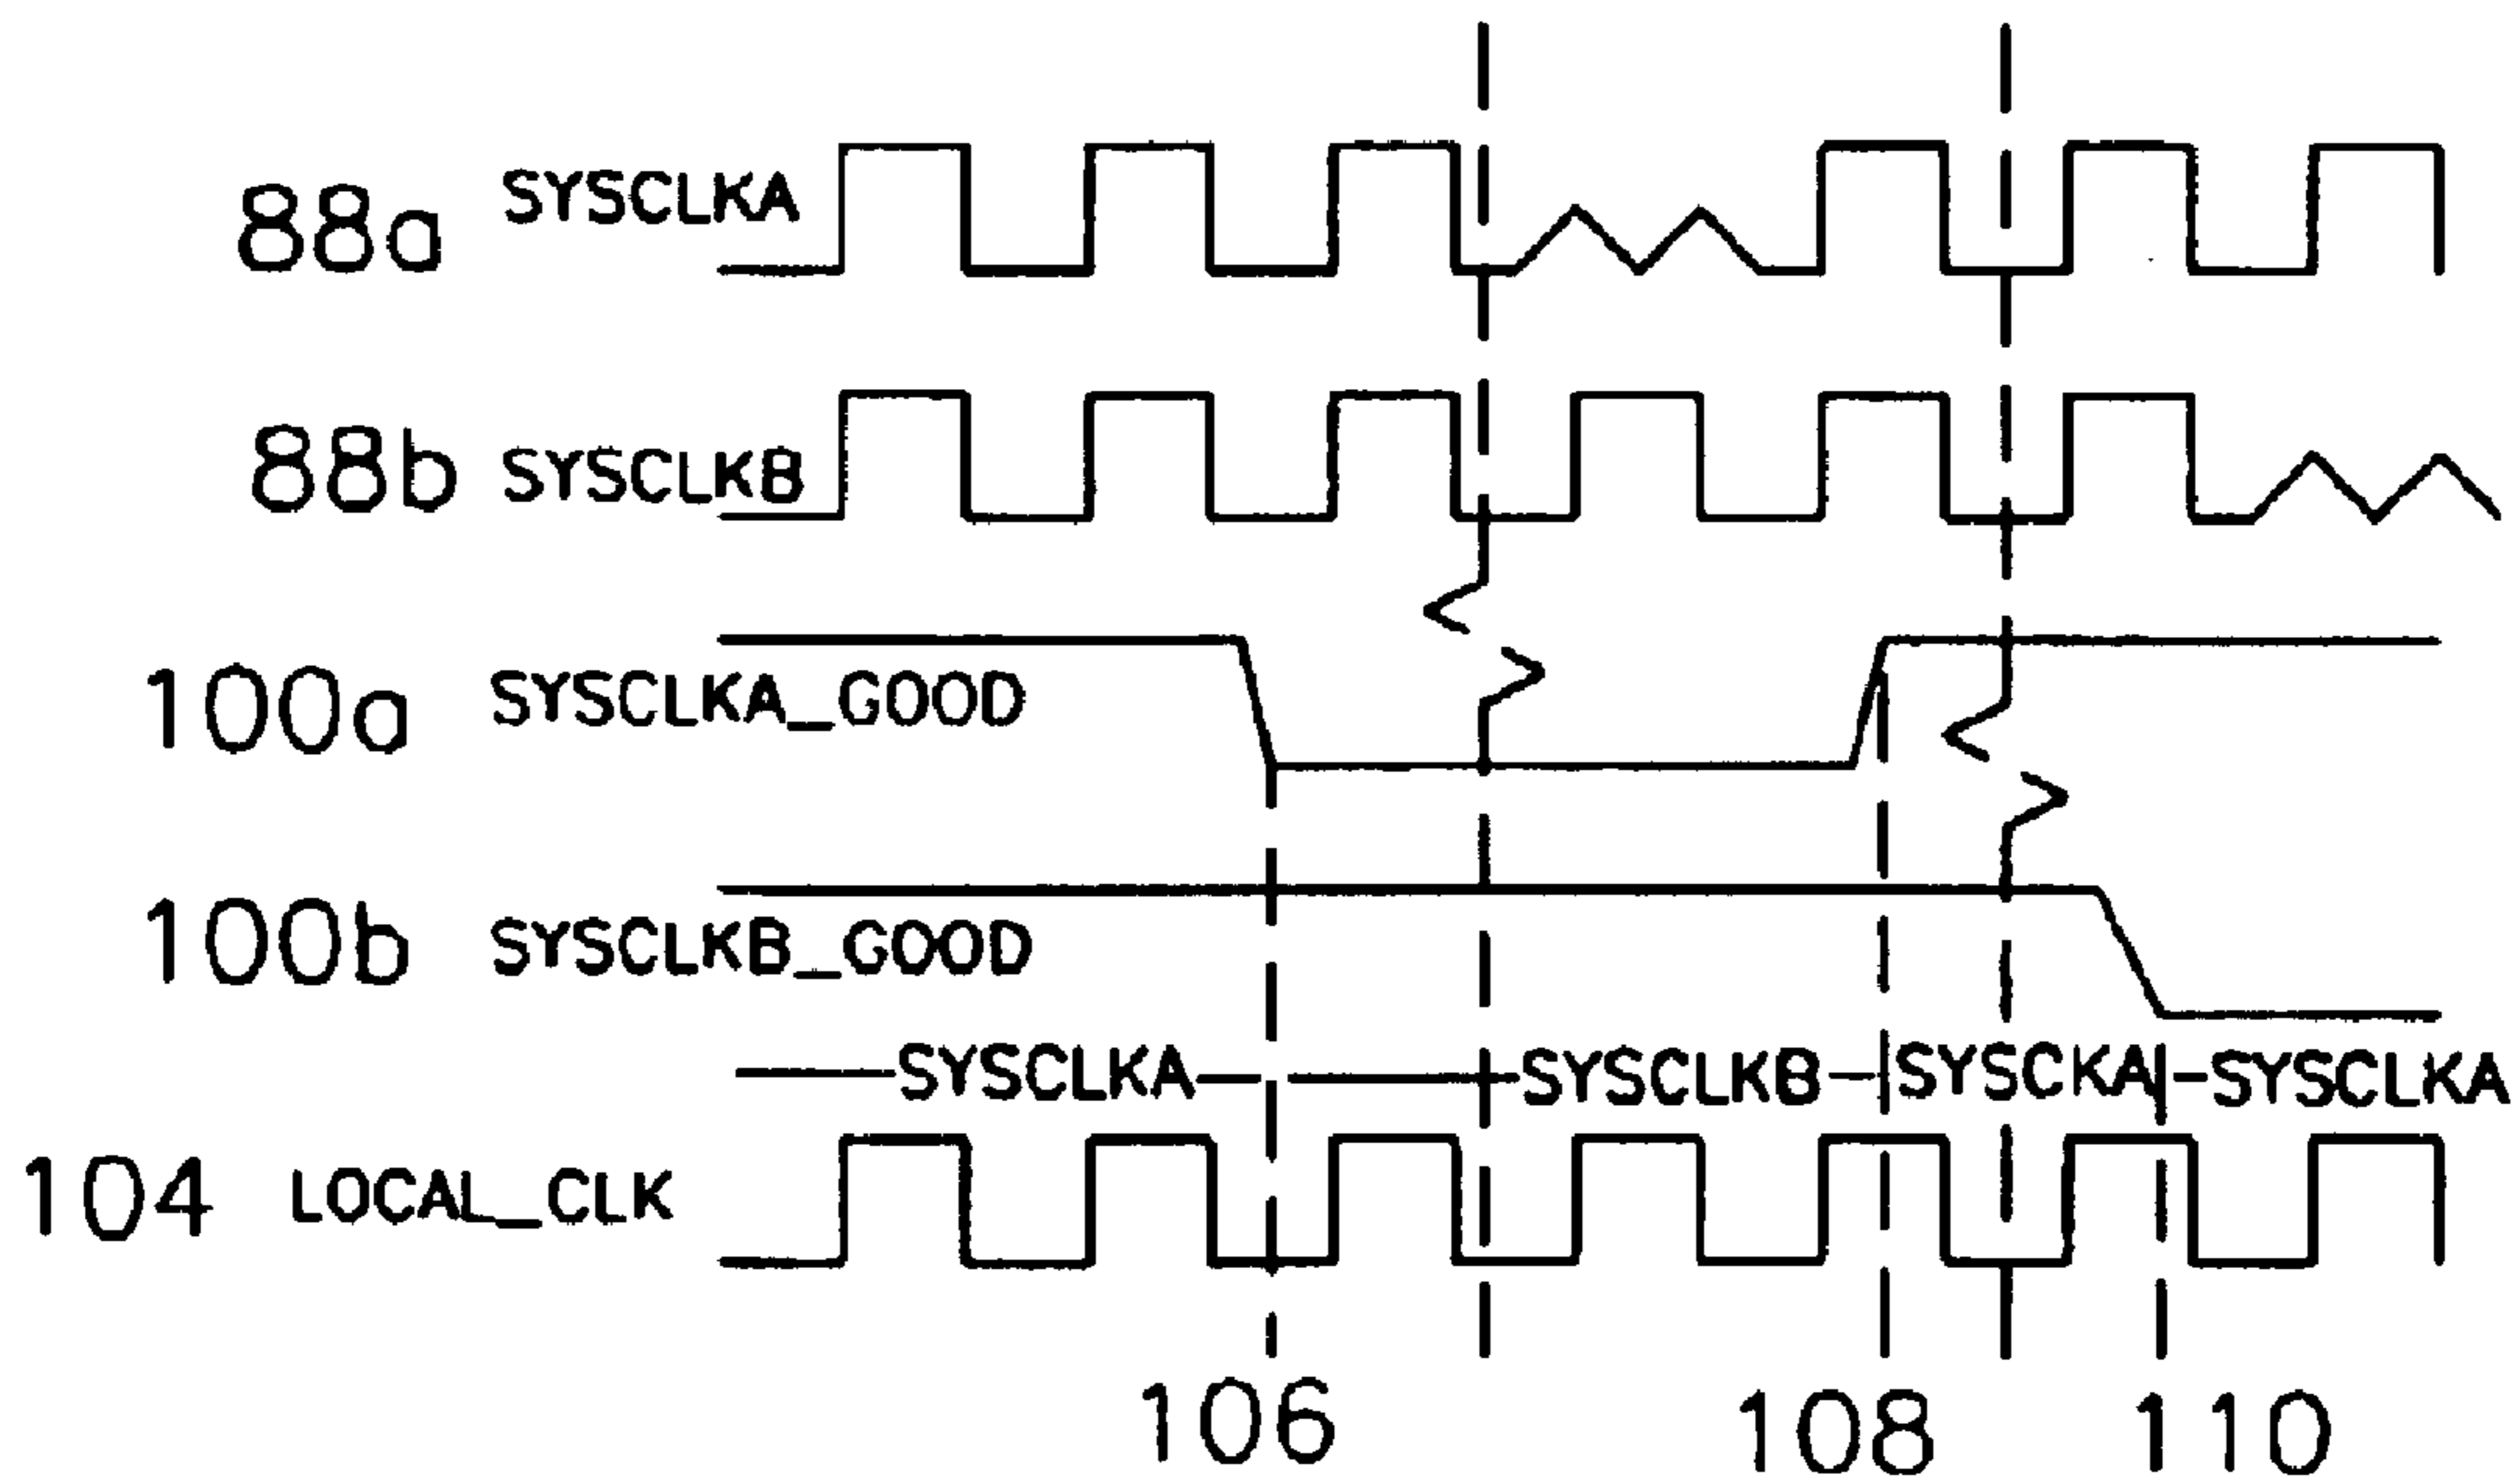 88a SYSCLKA
88b SYSCLKB
100a SYSCLKA_GOOD
100b SYSCLKB_GOOD
SYSCLKA SYSCLKB SYSCKA SYSCLKA
104 LOCAL_CLK
106 108 110